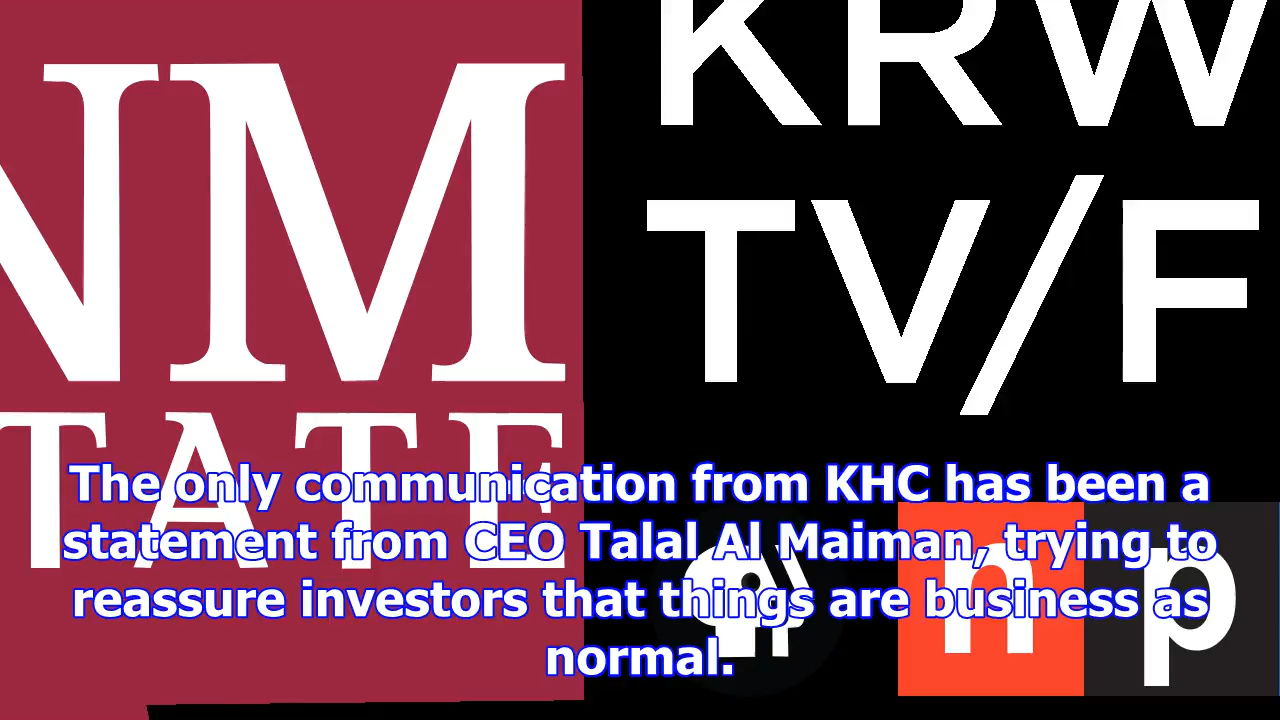 NM
TATE
KRW
TV/F
The only communication from KHC has been a
statement from CEO Talal Al Maiman, trying to
reassure investors that things are business as
normal.
n p